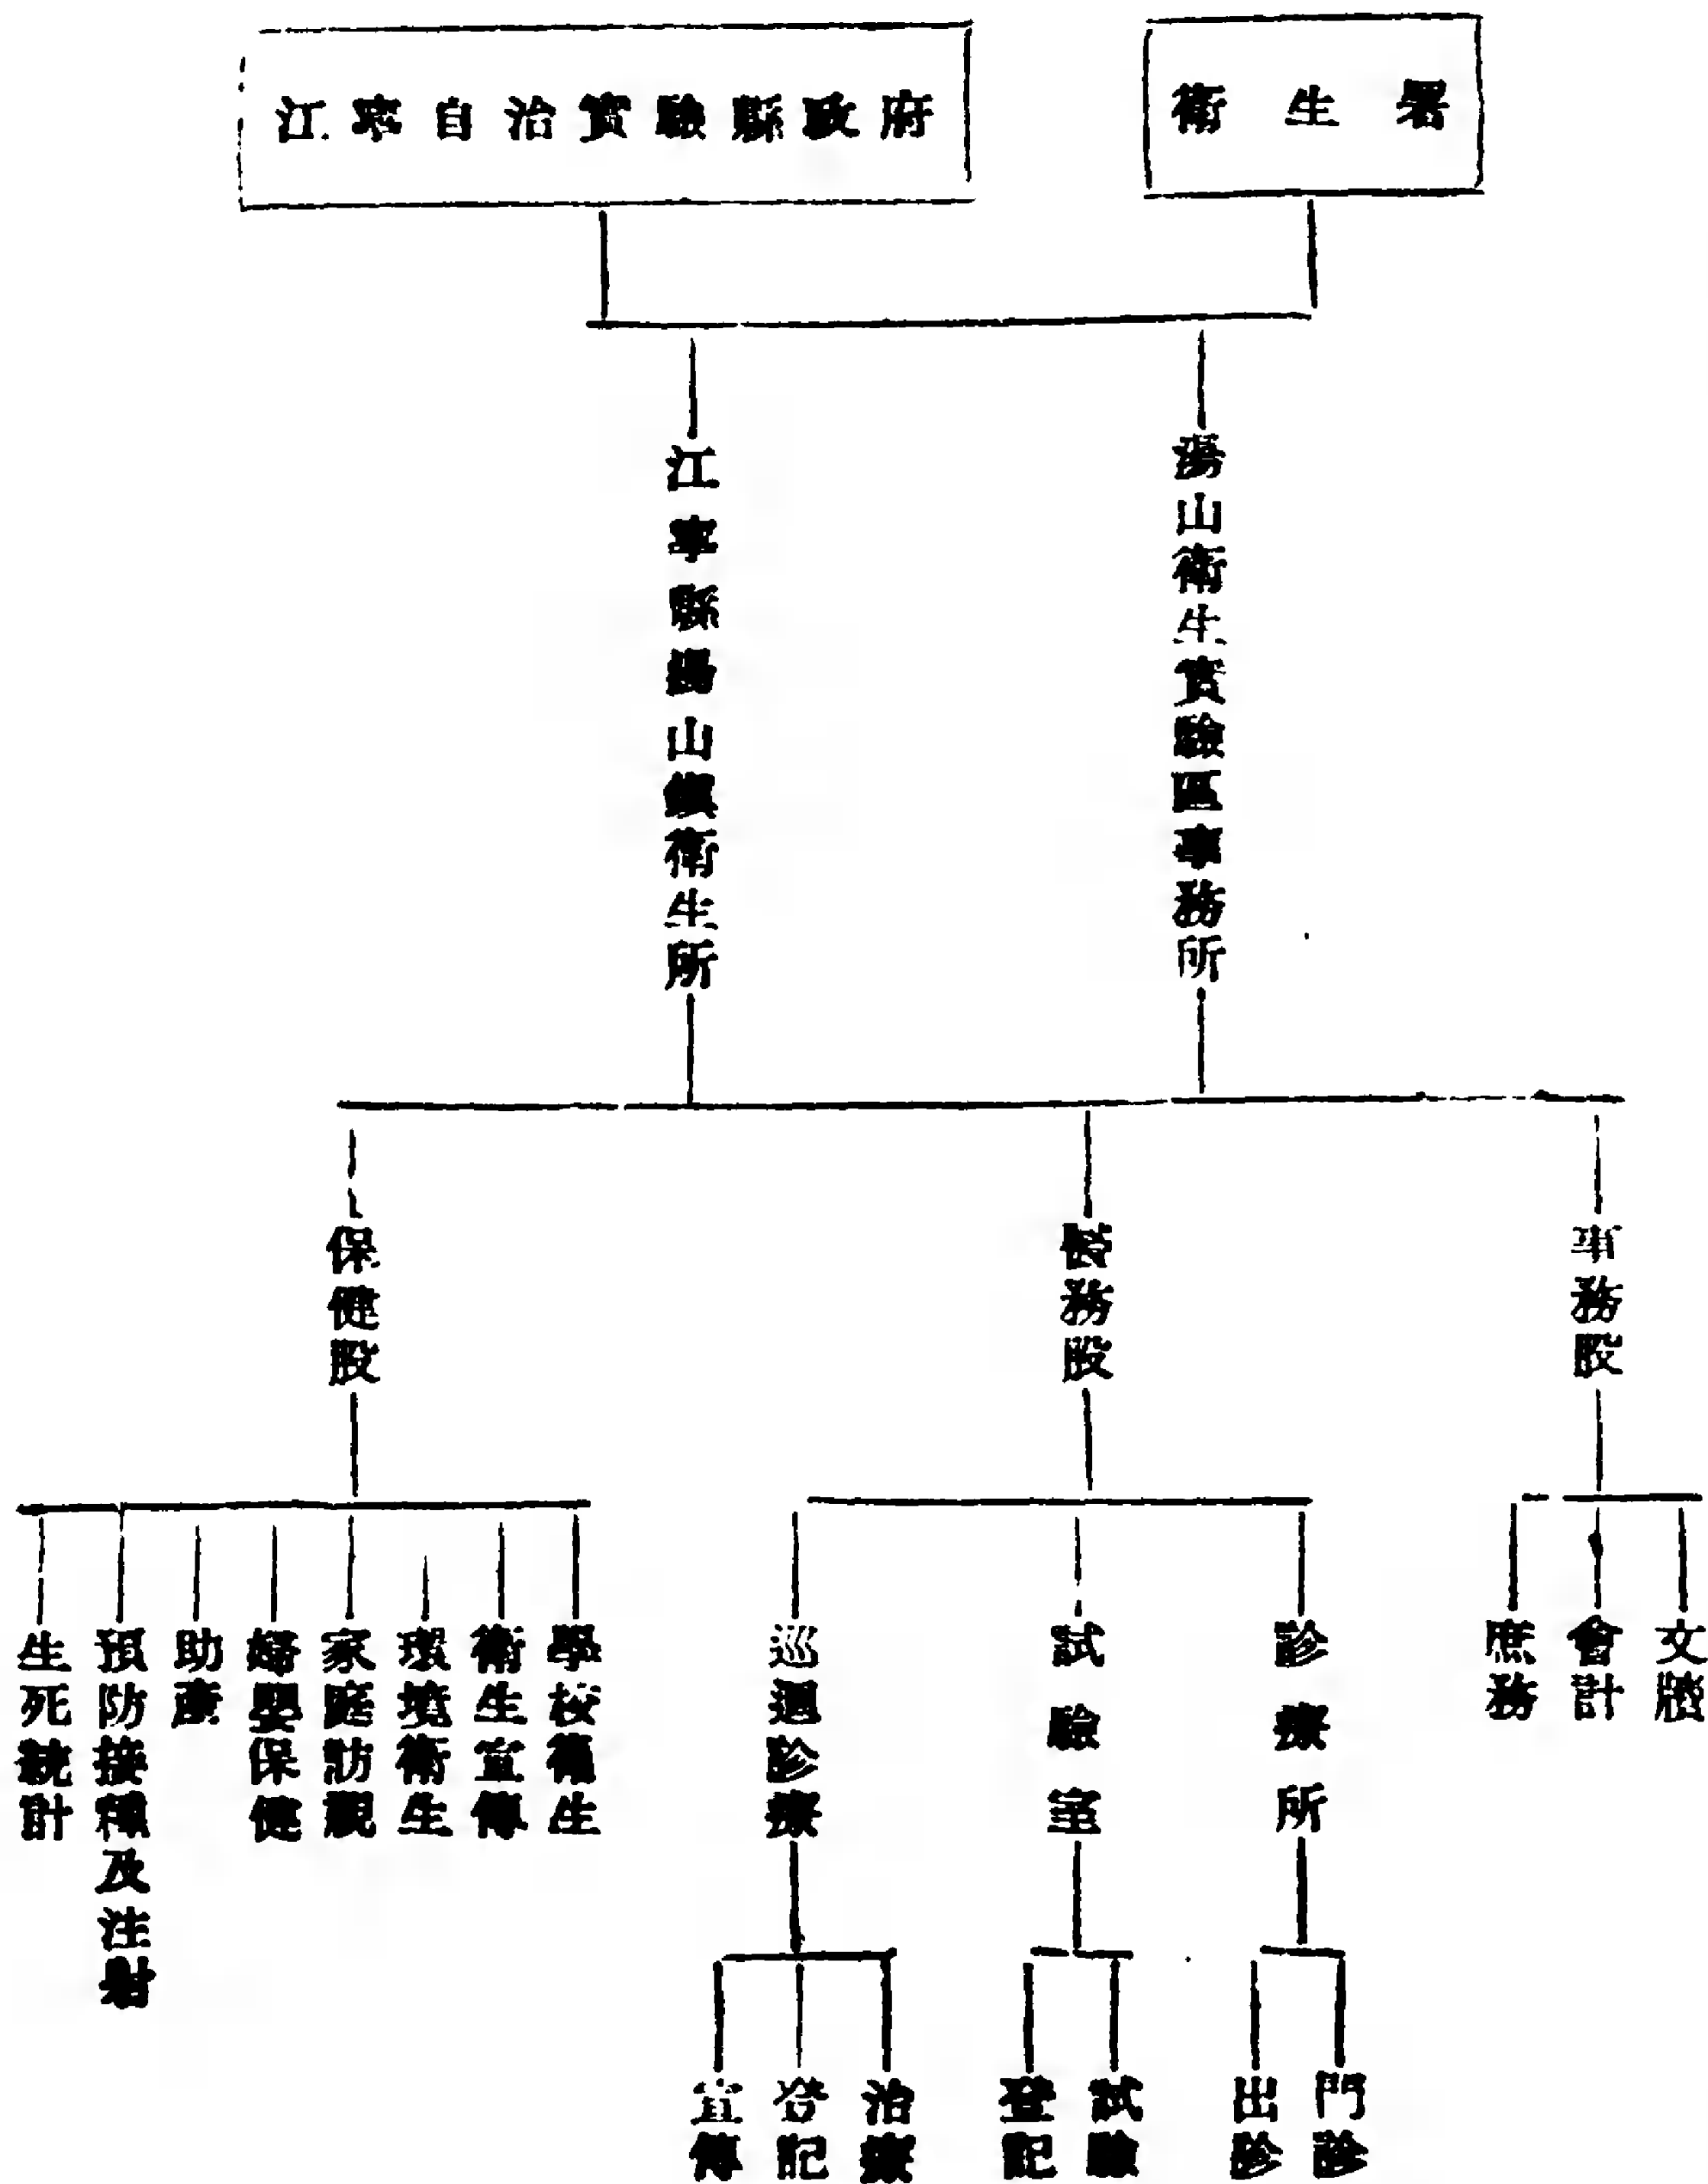 江寧自治實驗縣政府
衛生署
湯山衛生實驗區事務所
江寧縣湯山鎮衛生所
事務股
醫務股
保健股
文牘
會計
庶務
診療所
試驗室
巡迴診療
學校衛生
衛生宣傳
環境衛生
家庭訪視
婦嬰保健
助產
預防接種及注射
生死統計
門診
出診
試驗
登記
治療
登記
宣傳